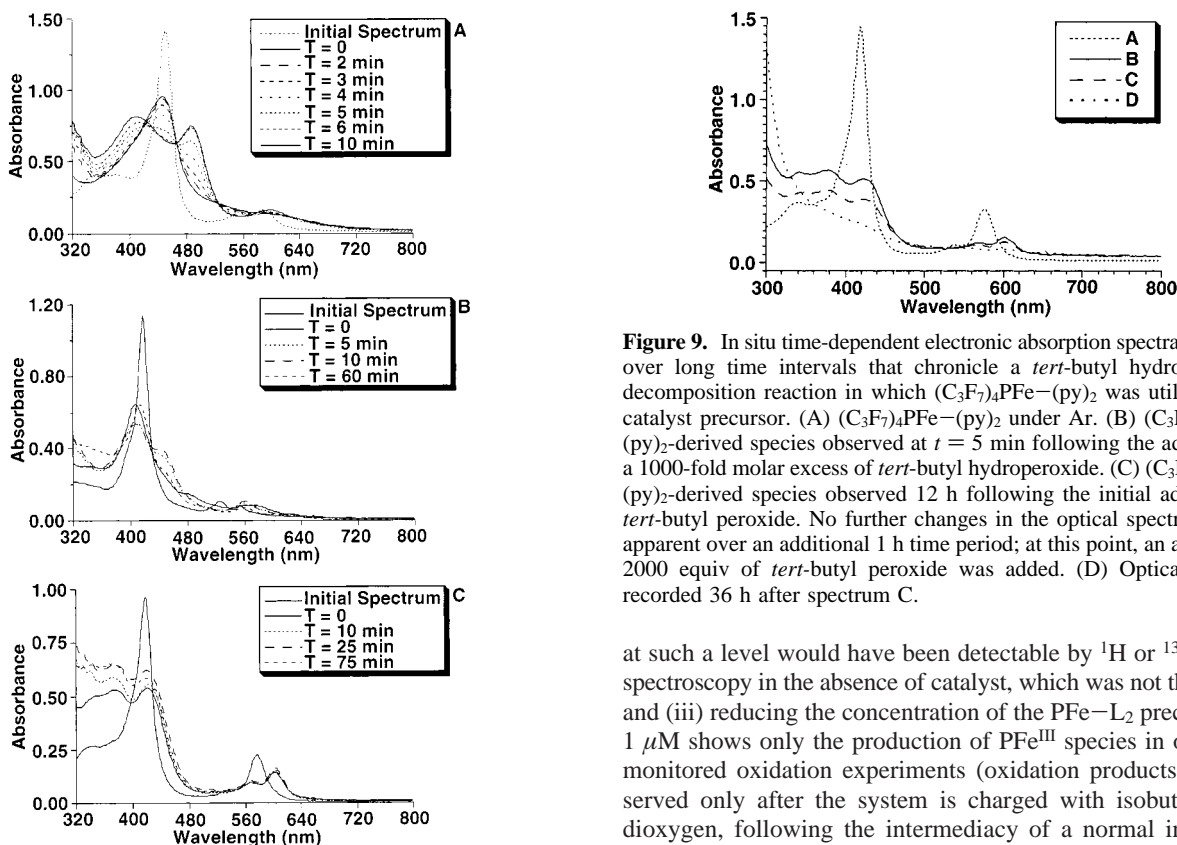 1.50
1.00
0.50
0.00
Absorbance
Initial Spectrum
T = 0
T = 2 min
T = 3 min
T = 4 min
T = 5 min
T = 6 min
T = 10 min
A
320 400 480 560 640 720 800
Wavelength (nm)
1.20
0.80
0.40
0.00
Absorbance
Initial Spectrum
T = 0
T = 5 min
T = 10 min
T = 60 min
B
320 400 480 560 640 720 800
Wavelength (nm)
1.00
0.75
0.50
0.25
0.00
Absorbance
Initial Spectrum
T = 0
T = 10 min
T = 25 min
T = 75 min
C
320 400 480 560 640 720 800
Wavelength (nm)
1.5
1.0
0.5
0.0
Absorbance
A
B
C
D
300 400 500 600 700 800
Wavelength (nm)
Figure 9. In situ time-dependent electronic absorption spectra
over long time intervals that chronicle a tert-butyl hydro
decomposition reaction in which (C3F7)4PFe−(py)2 was util
catalyst precursor. (A) (C3F7)4PFe−(py)2 under Ar. (B) (C3
(py)2-derived species observed at t = 5 min following the a
a 1000-fold molar excess of tert-butyl hydroperoxide. (C) (C3
(py)2-derived species observed 12 h following the initial ad
tert-butyl peroxide. No further changes in the optical spectr
apparent over an additional 1 h time period; at this point, an a
2000 equiv of tert-butyl peroxide was added. (D) Optica
recorded 36 h after spectrum C.
at such a level would have been detectable by 1H or 13
spectroscopy in the absence of catalyst, which was not th
and (iii) reducing the concentration of the PFe−L2 prec
1 μM shows only the production of PFeIII species in o
monitored oxidation experiments (oxidation products
served only after the system is charged with isobut
dioxygen, following the intermediacy of a normal in